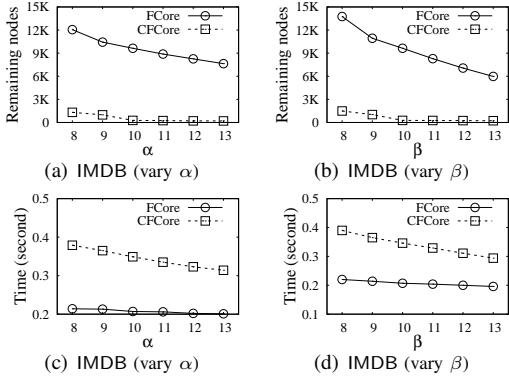 FCore
CFCore
15K
12K
9K
6K
3K
0
Remaining nodes
8 9 10 11 12 13
α
(a) IMDB (vary α)
FCore
CFCore
15K
12K
9K
6K
3K
0
Remaining nodes
8 9 10 11 12 13
β
(b) IMDB (vary β)
FCore
CFCore
0.5
0.4
0.3
0.2
Time (second)
8 9 10 11 12 13
α
(c) IMDB (vary α)
FCore
CFCore
0.5
0.4
0.3
0.2
0.1
Time (second)
8 9 10 11 12 13
β
(d) IMDB (vary β)